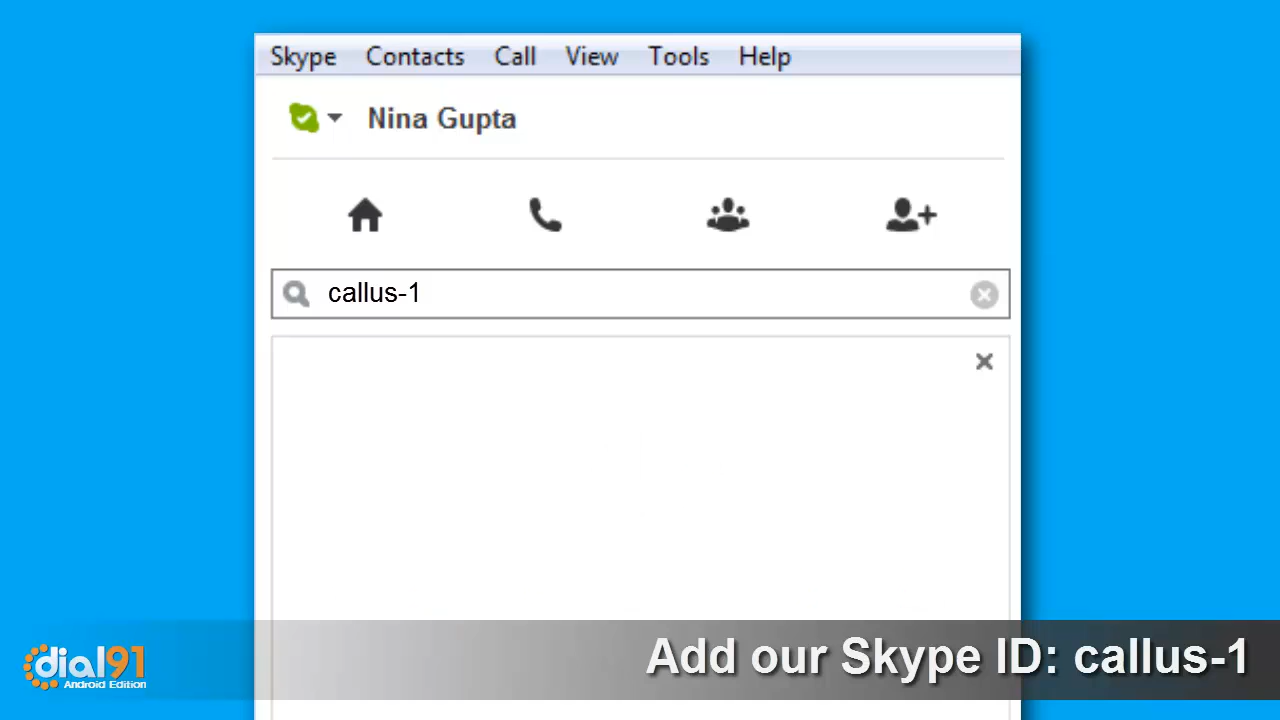 Skype Contacts Call View Tools Help
Nina Gupta
callus-1
Add our Skype ID: callus-1
dial91
Android Edition